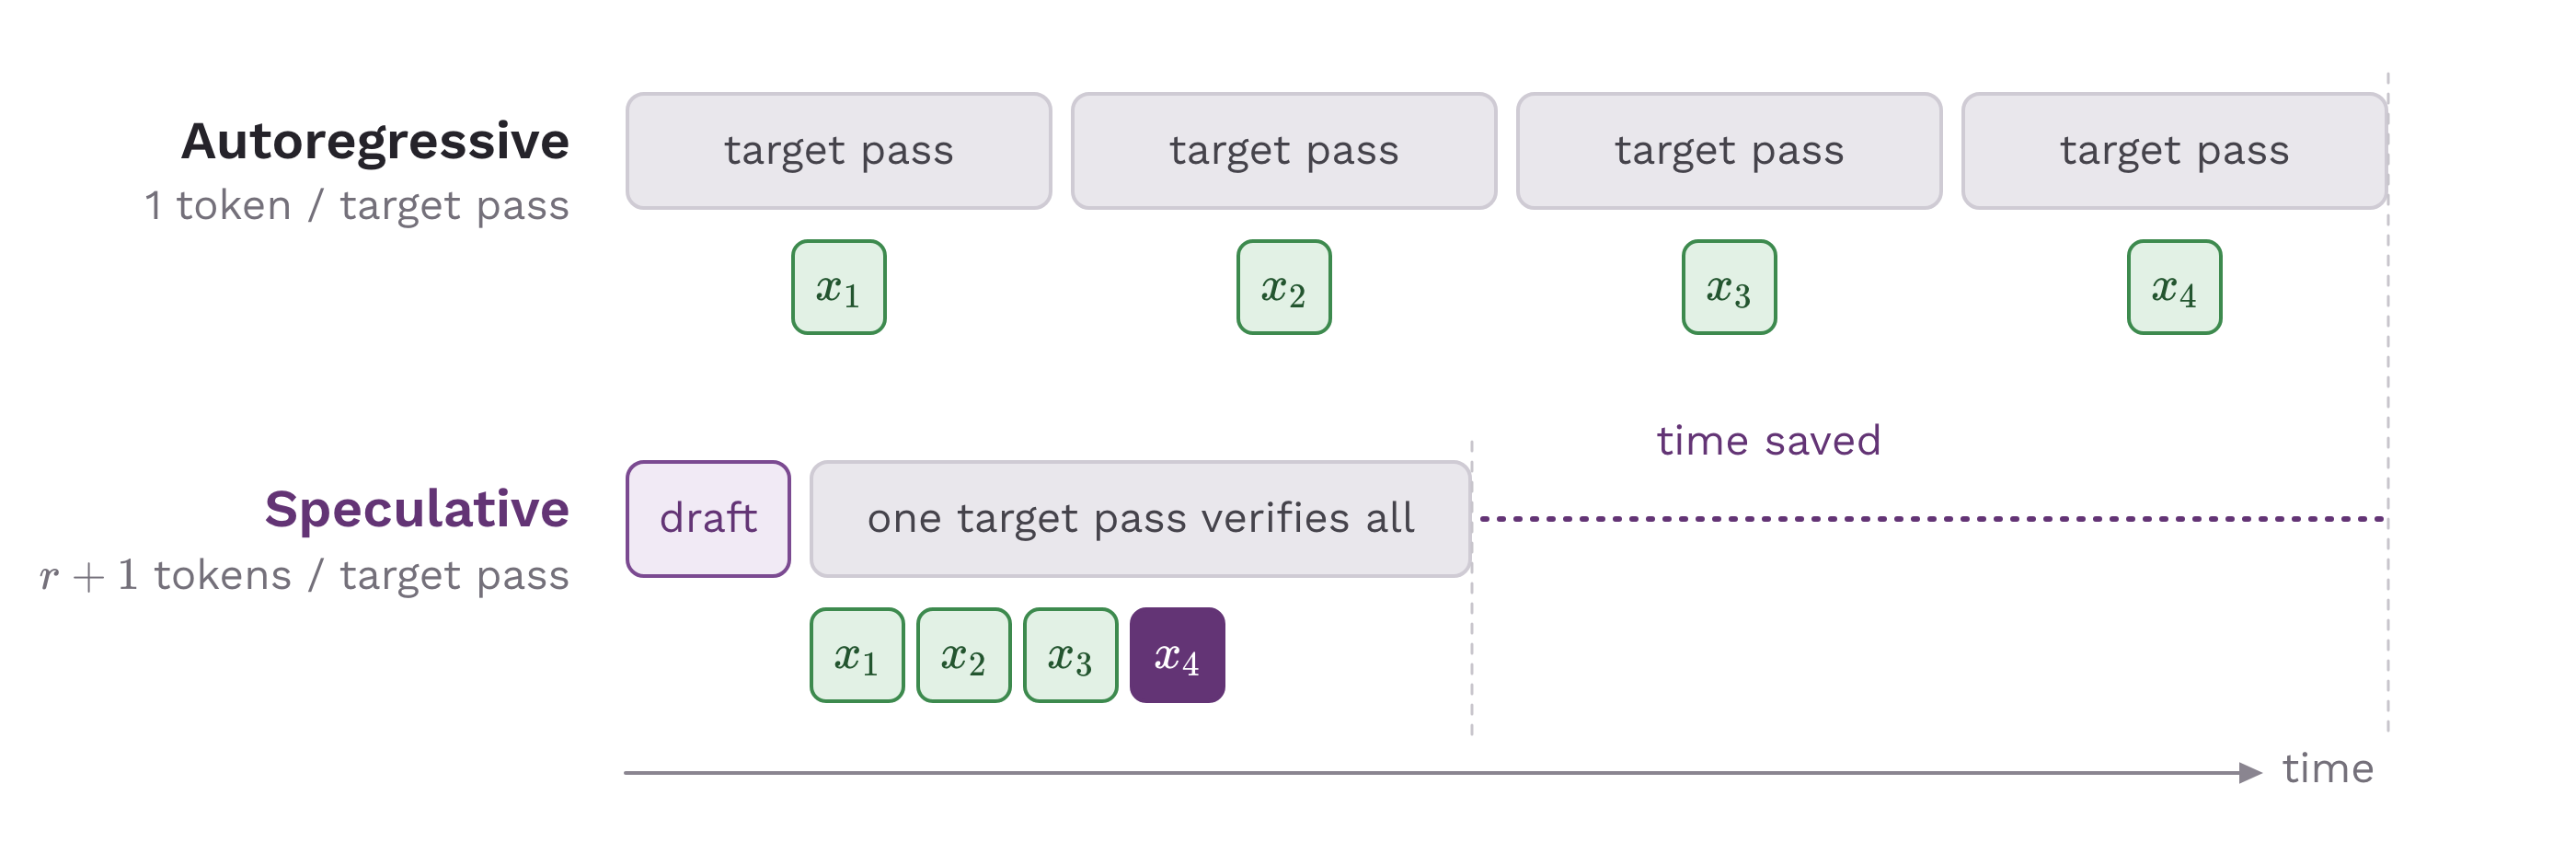 Autoregressive
1 token / target pass
target pass target pass target pass target pass
x₁ x₂ x₃ x₄
time saved
Speculative
r + 1 tokens / target pass
draft one target pass verifies all
x₁ x₂ x₃ x₄
time